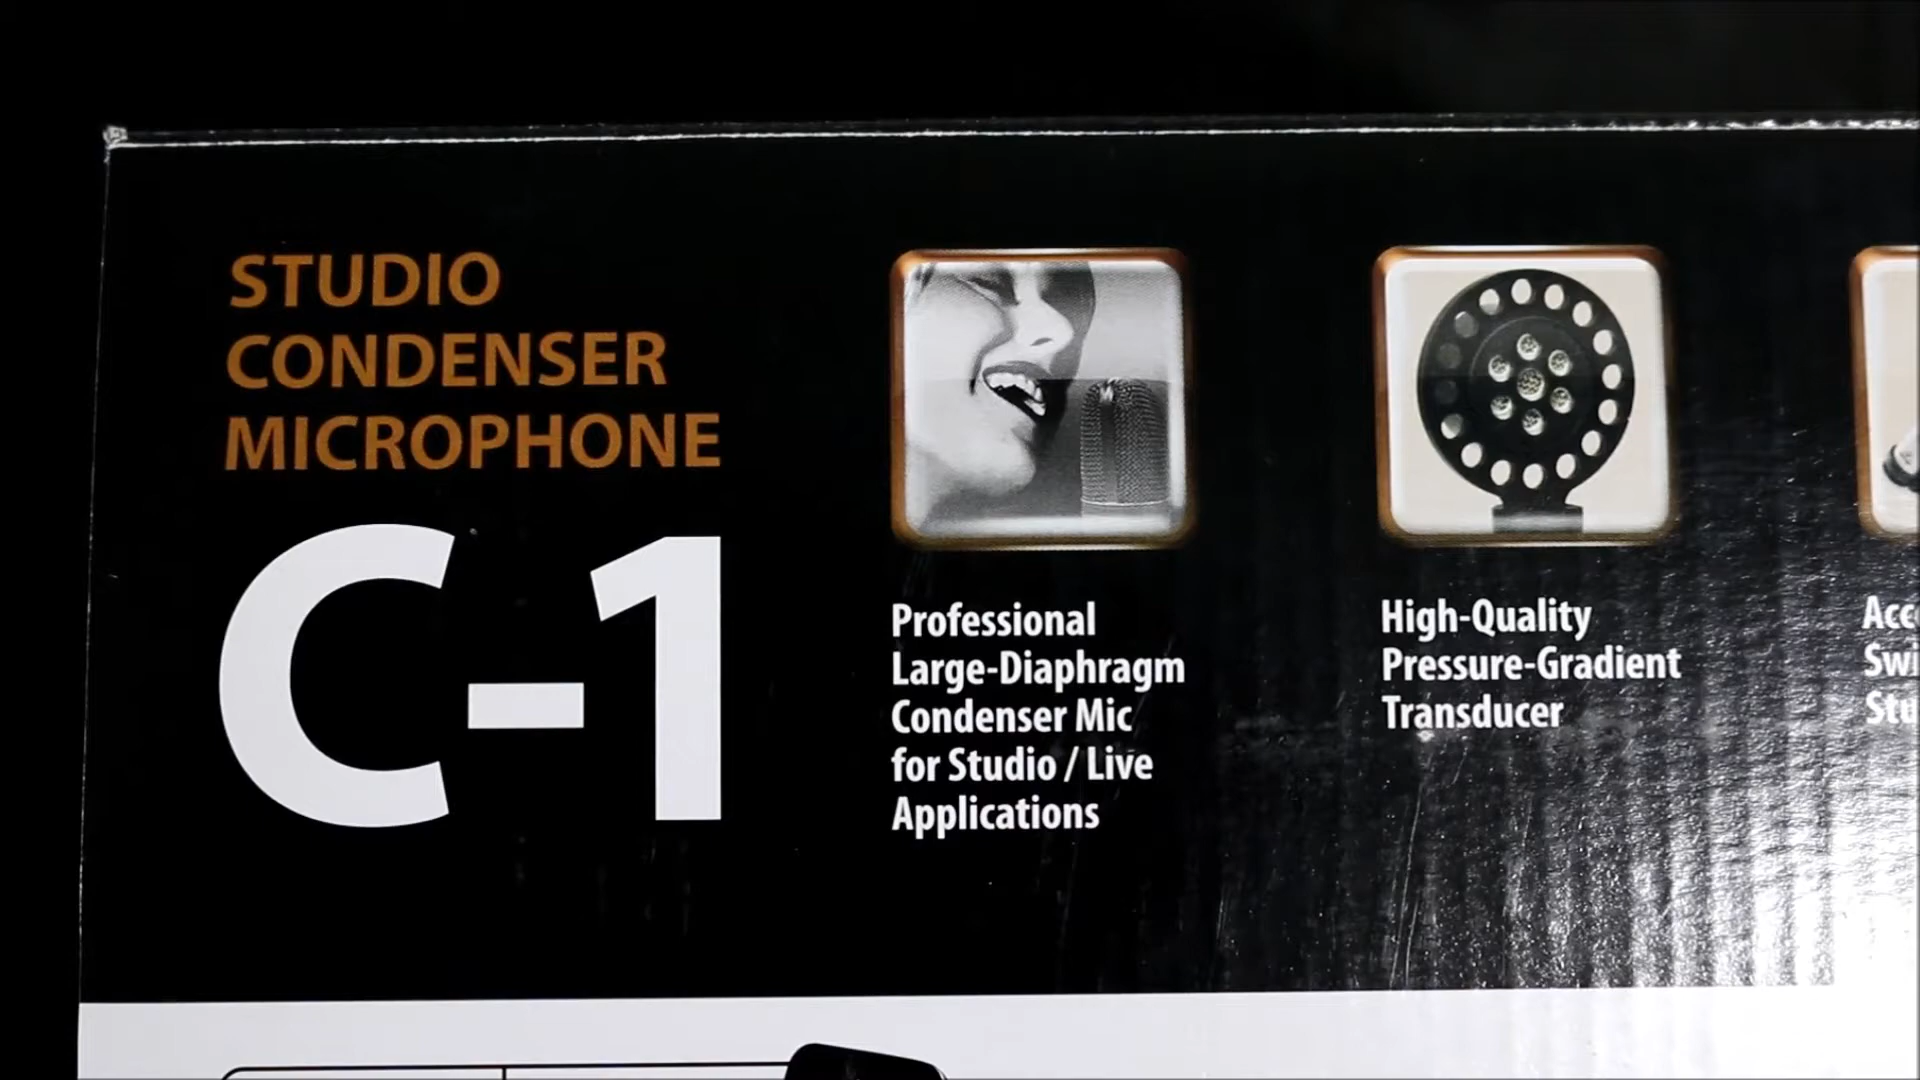 STUDIO
CONDENSER
MICROPHONE
C-1
Professional
Large-Diaphragm
Condenser Mic
for Studio / Live
Applications
High-Quality
Pressure-Gradient
Transducer